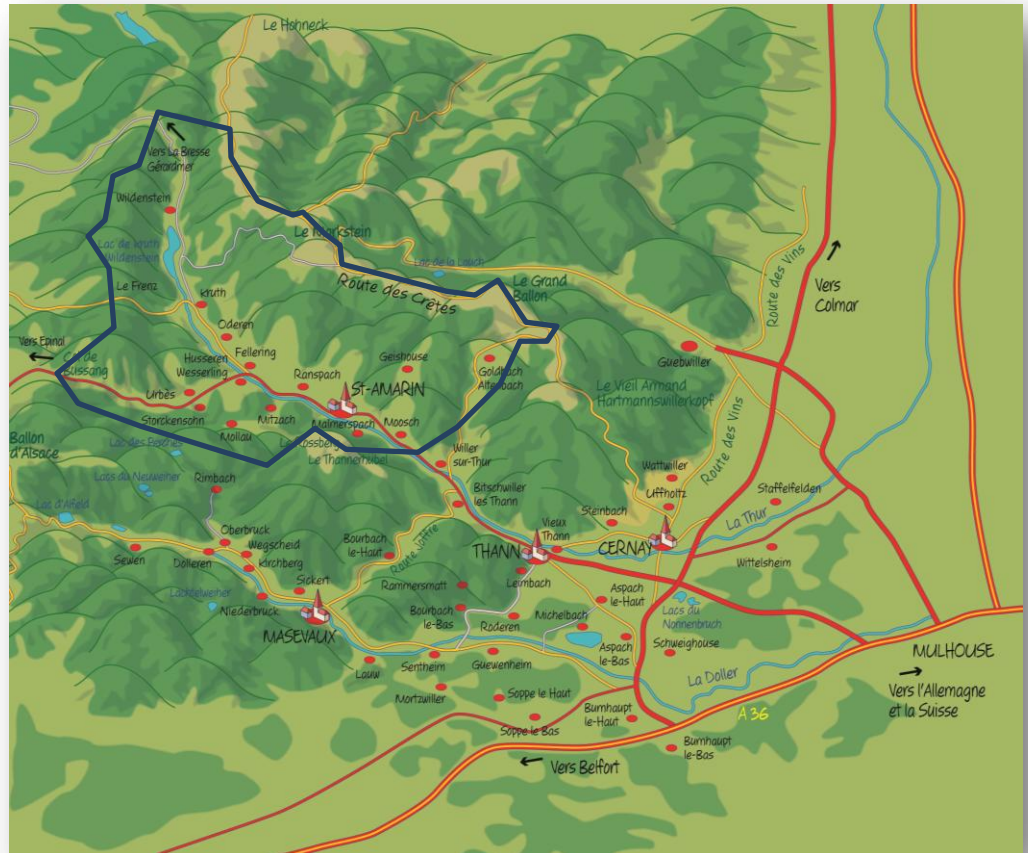 Le Hohneck
Vers La Bresse
Gérardmer
Wildenstein
Le Markstein
Lac de Kruth
Wildenstein
Lac de la Lauch
Le Frenz
Route des Crêtes
Le Grand
Ballon
Route des Vins
Vers
Colmar
Kruth
Oderen
Vers Epinal
Col de
Bussang
Husseren
Wesserling
Fellering
Geishouse
Goldbach
Altenbach
Guebwiller
Ranspach
St-AMARIN
Urbès
Le Vieil Armand
Hartmannswillerkopf
Storckensohn
Mitzach
Malmerspach
Moosch
Mollau
Le Rossberg
Le Thannerhubel
Ballon
d'Alsace
Lac des Perches
Willer
sur-Thur
Route des Vins
Lacs du Neuweiher
Rimbach
Wattwiller
Bitschwiller
les Thann
Uffholtz
Staffelfelden
Lac d'Alfeld
Steinbach
La Thur
Oberbruck
Wegscheid
Bourbach
le-Haut
Route Joffre
Vieux
Thann
THANN
CERNAY
Sewen
Dolleren
Kirchberg
Wittelsheim
Leimbach
Sickert
Rammersmatt
Aspach
le-Haut
Niederbruck
Bourbach
le-Bas
Michelbach
Lacs du
Nonnenbruch
MASEVAUX
Roderen
Aspach
le-Bas
Schweighouse
MULHOUSE
Lauw
Sentheim
Guewenheim
La Doller
Vers l'Allemagne
et la Suisse
Mortzwiller
Soppe le Haut
Burnhaupt
le-Haut
A 36
Soppe le Bas
Burnhaupt
le-Bas
Vers Belfort